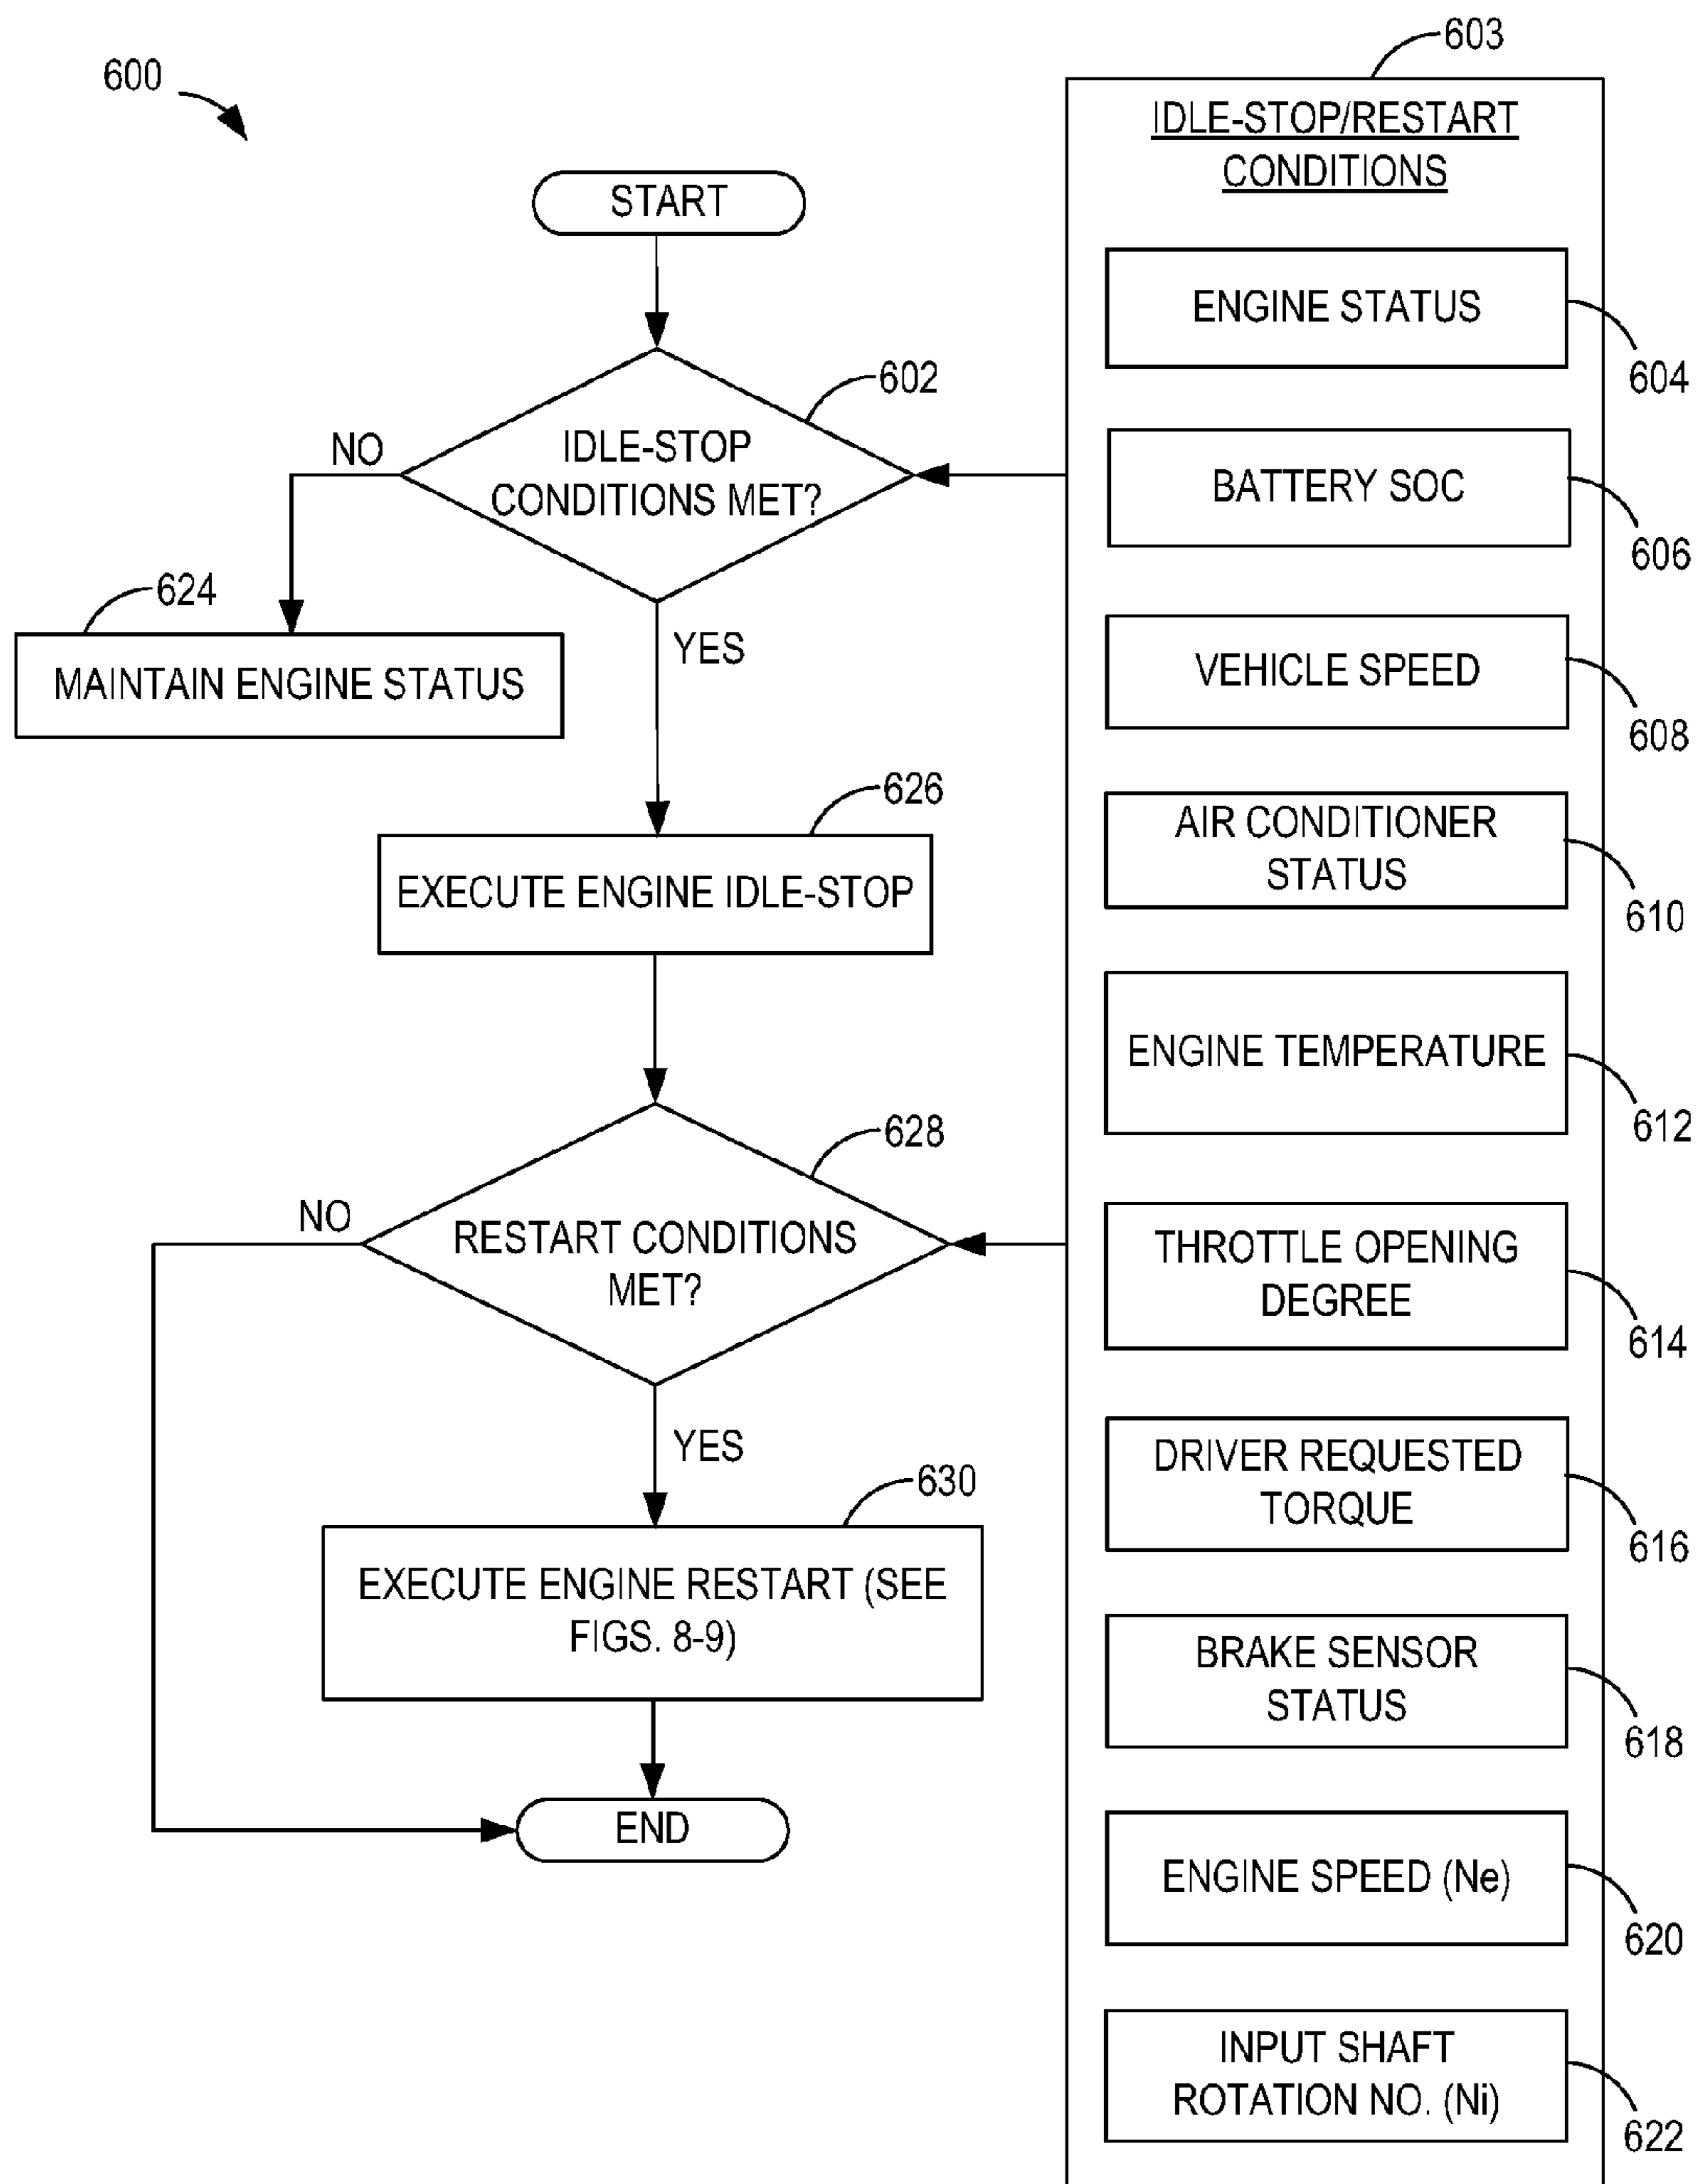 600
START
602
IDLE-STOP
CONDITIONS MET?
NO
YES
624
MAINTAIN ENGINE STATUS
626
EXECUTE ENGINE IDLE-STOP
628
RESTART CONDITIONS
MET?
NO
YES
630
EXECUTE ENGINE RESTART (SEE
FIGS. 8-9)
END
603
IDLE-STOP/RESTART
CONDITIONS
ENGINE STATUS
604
BATTERY SOC
606
VEHICLE SPEED
608
AIR CONDITIONER
STATUS
610
ENGINE TEMPERATURE
612
THROTTLE OPENING
DEGREE
614
DRIVER REQUESTED
TORQUE
616
BRAKE SENSOR
STATUS
618
ENGINE SPEED (Ne)
620
INPUT SHAFT
ROTATION NO. (Ni)
622